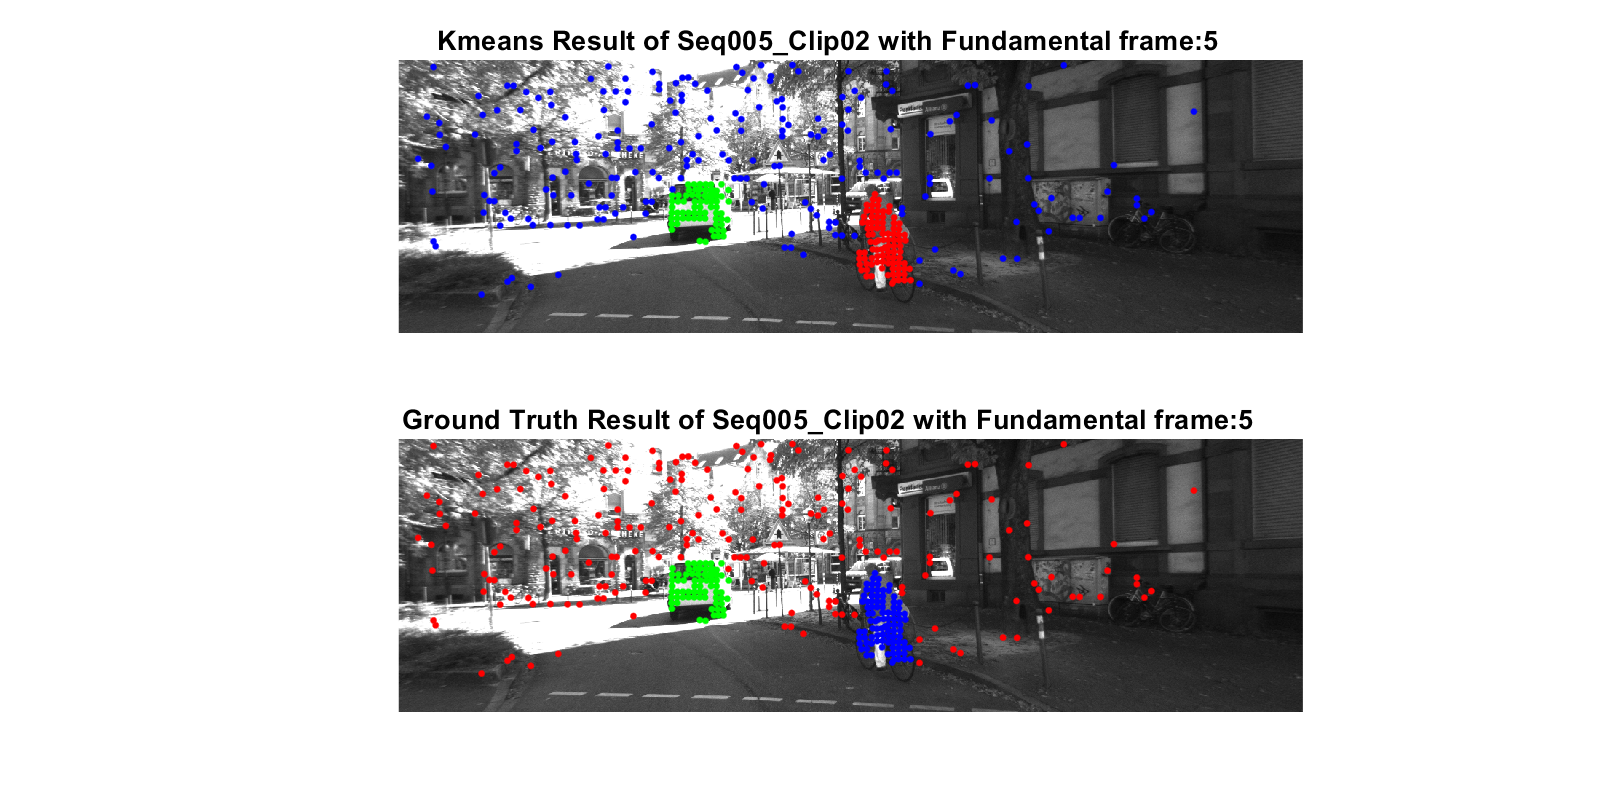 Kmeans Result of Seq005_Clip02 with Fundamental frame:5
Ground Truth Result of Seq005_Clip02 with Fundamental frame:5